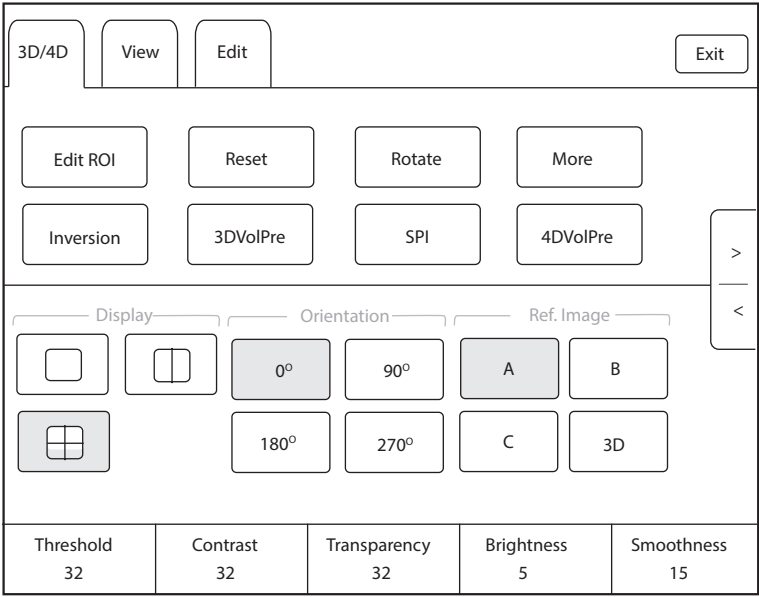 3D/4D View Edit Exit
Edit ROI Reset Rotate More
Inversion 3DVolPre SPI 4DVolPre
>
<
Display Orientation Ref. Image
0° 90° A B
180° 270° C 3D
Threshold Contrast Transparency Brightness Smoothness
32 32 32 5 15